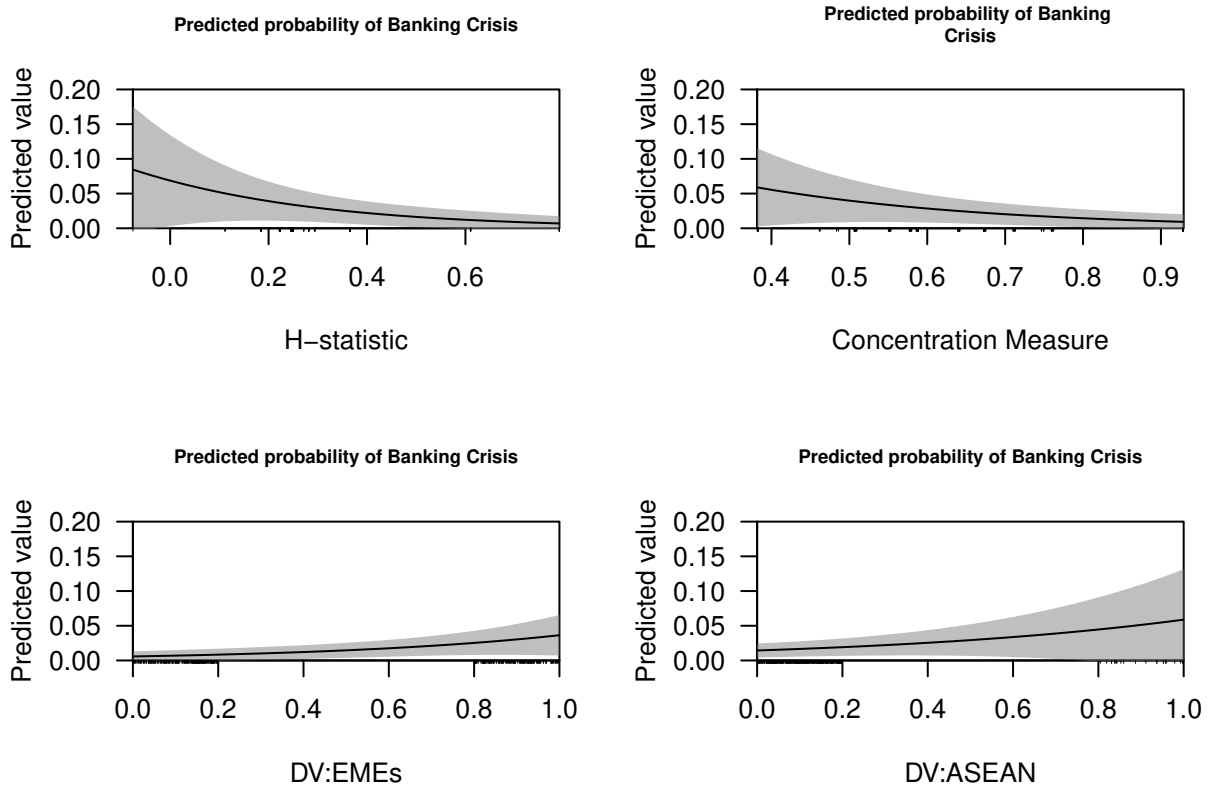 Predicted probability of Banking Crisis
Predicted value
0.20
0.15
0.10
0.05
0.00
0.0 0.2 0.4 0.6
H−statistic
Predicted probability of Banking
Crisis
Predicted value
0.20
0.15
0.10
0.05
0.00
0.4 0.5 0.6 0.7 0.8 0.9
Concentration Measure
Predicted probability of Banking Crisis
Predicted value
0.20
0.15
0.10
0.05
0.00
0.0 0.2 0.4 0.6 0.8 1.0
DV:EMEs
Predicted probability of Banking Crisis
Predicted value
0.20
0.15
0.10
0.05
0.00
0.0 0.2 0.4 0.6 0.8 1.0
DV:ASEAN